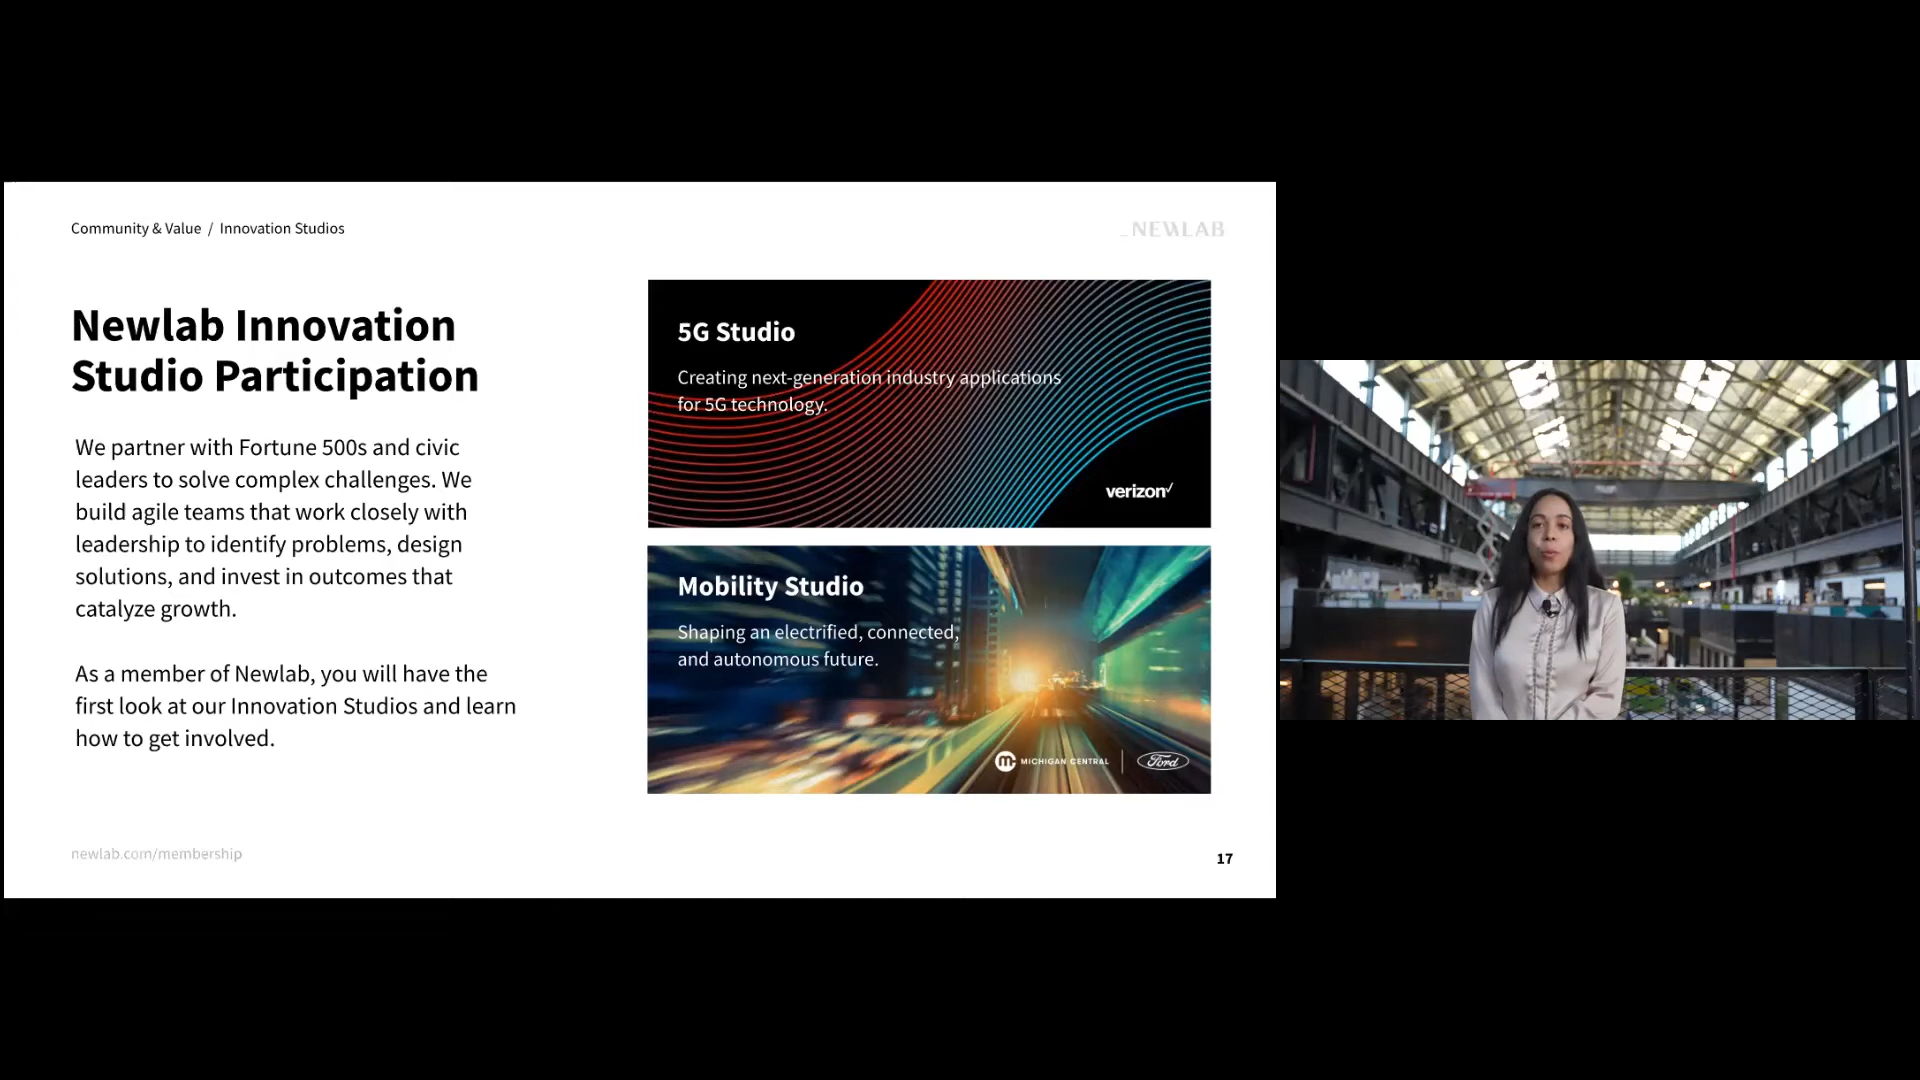 Community & Value / Innovation Studios
_NEWLAB
Newlab Innovation
Studio Participation
We partner with Fortune 500s and civic
leaders to solve complex challenges. We
build agile teams that work closely with
leadership to identify problems, design
solutions, and invest in outcomes that
catalyze growth.
As a member of Newlab, you will have the
first look at our Innovation Studios and learn
how to get involved.
5G Studio
Creating next-generation industry applications
for 5G technology.
verizon✓
Mobility Studio
Shaping an electrified, connected,
and autonomous future.
MICHIGAN CENTRAL
Ford
newlab.com/membership
17